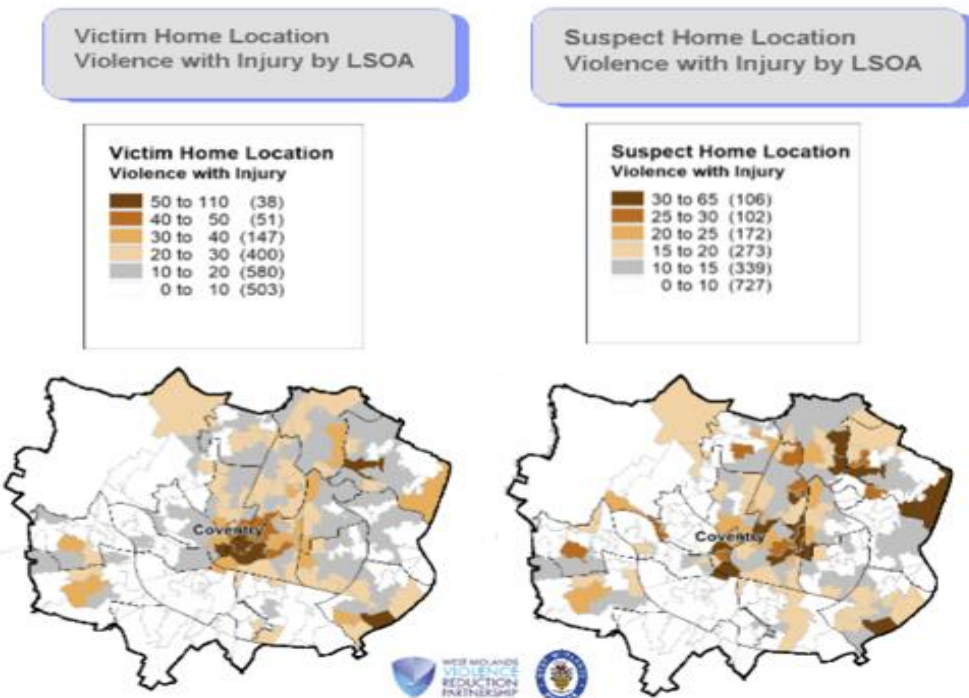 Victim Home Location
Violence with Injury by LSOA
Suspect Home Location
Violence with Injury by LSOA
Victim Home Location
Violence with Injury
50 to 110 (38)
40 to 50 (51)
30 to 40 (147)
20 to 30 (400)
10 to 20 (580)
0 to 10 (503)
Suspect Home Location
Violence with Injury
30 to 65 (106)
25 to 30 (102)
20 to 25 (172)
15 to 20 (273)
10 to 15 (339)
0 to 10 (727)
Coventry
Coventry
WEST MIDLANDS
VIOLENCE
REDUCTION
PARTNERSHIP